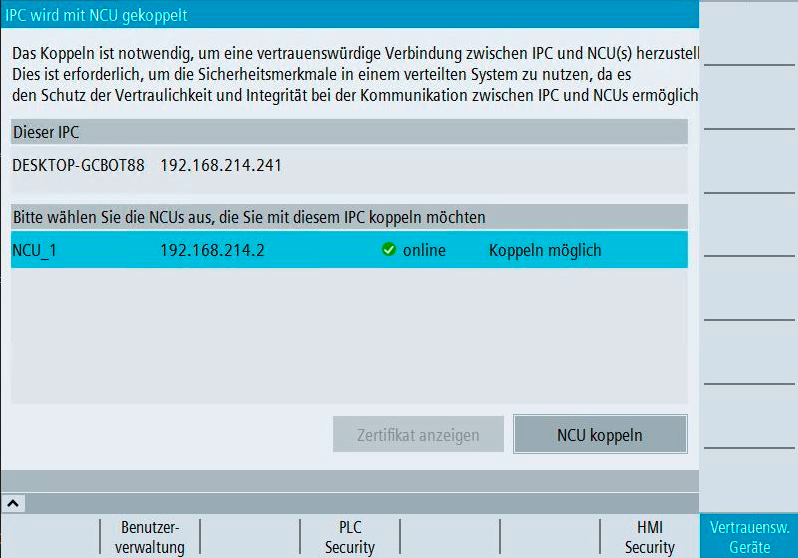 IPC wird mit NCU gekoppelt
Das Koppeln ist notwendig, um eine vertrauenswürdige Verbindung zwischen IPC und NCU(s) herzustell
Dies ist erforderlich, um die Sicherheitsmerkmale in einem verteilten System zu nutzen, da es
den Schutz der Vertraulichkeit und Integrität bei der Kommunikation zwischen IPC und NCUs ermöglich
Dieser IPC
DESKTOP-GCBOT88 192.168.214.241
Bitte wählen Sie die NCUs aus, die Sie mit diesem IPC koppeln möchten
NCU_1 192.168.214.2 online Koppeln möglich
Zertifikat anzeigen NCU koppeln
Benutzer-
verwaltung
PLC
Security
HMI
Security
Vertrauensw.
Geräte